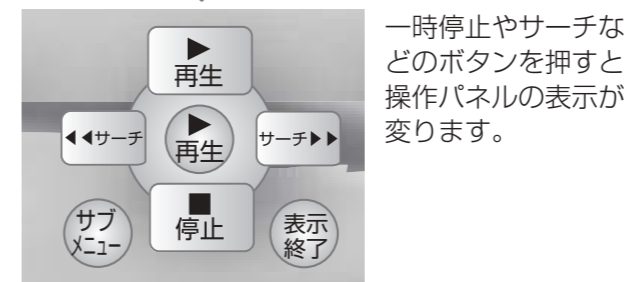 ▶
再生
◀◀サーチ
▶
再生
サーチ▶▶
サブ
メニュー
■
停止
表示
終了
一時停止やサーチな
どのボタンを押すと
操作パネルの表示が
変ります。